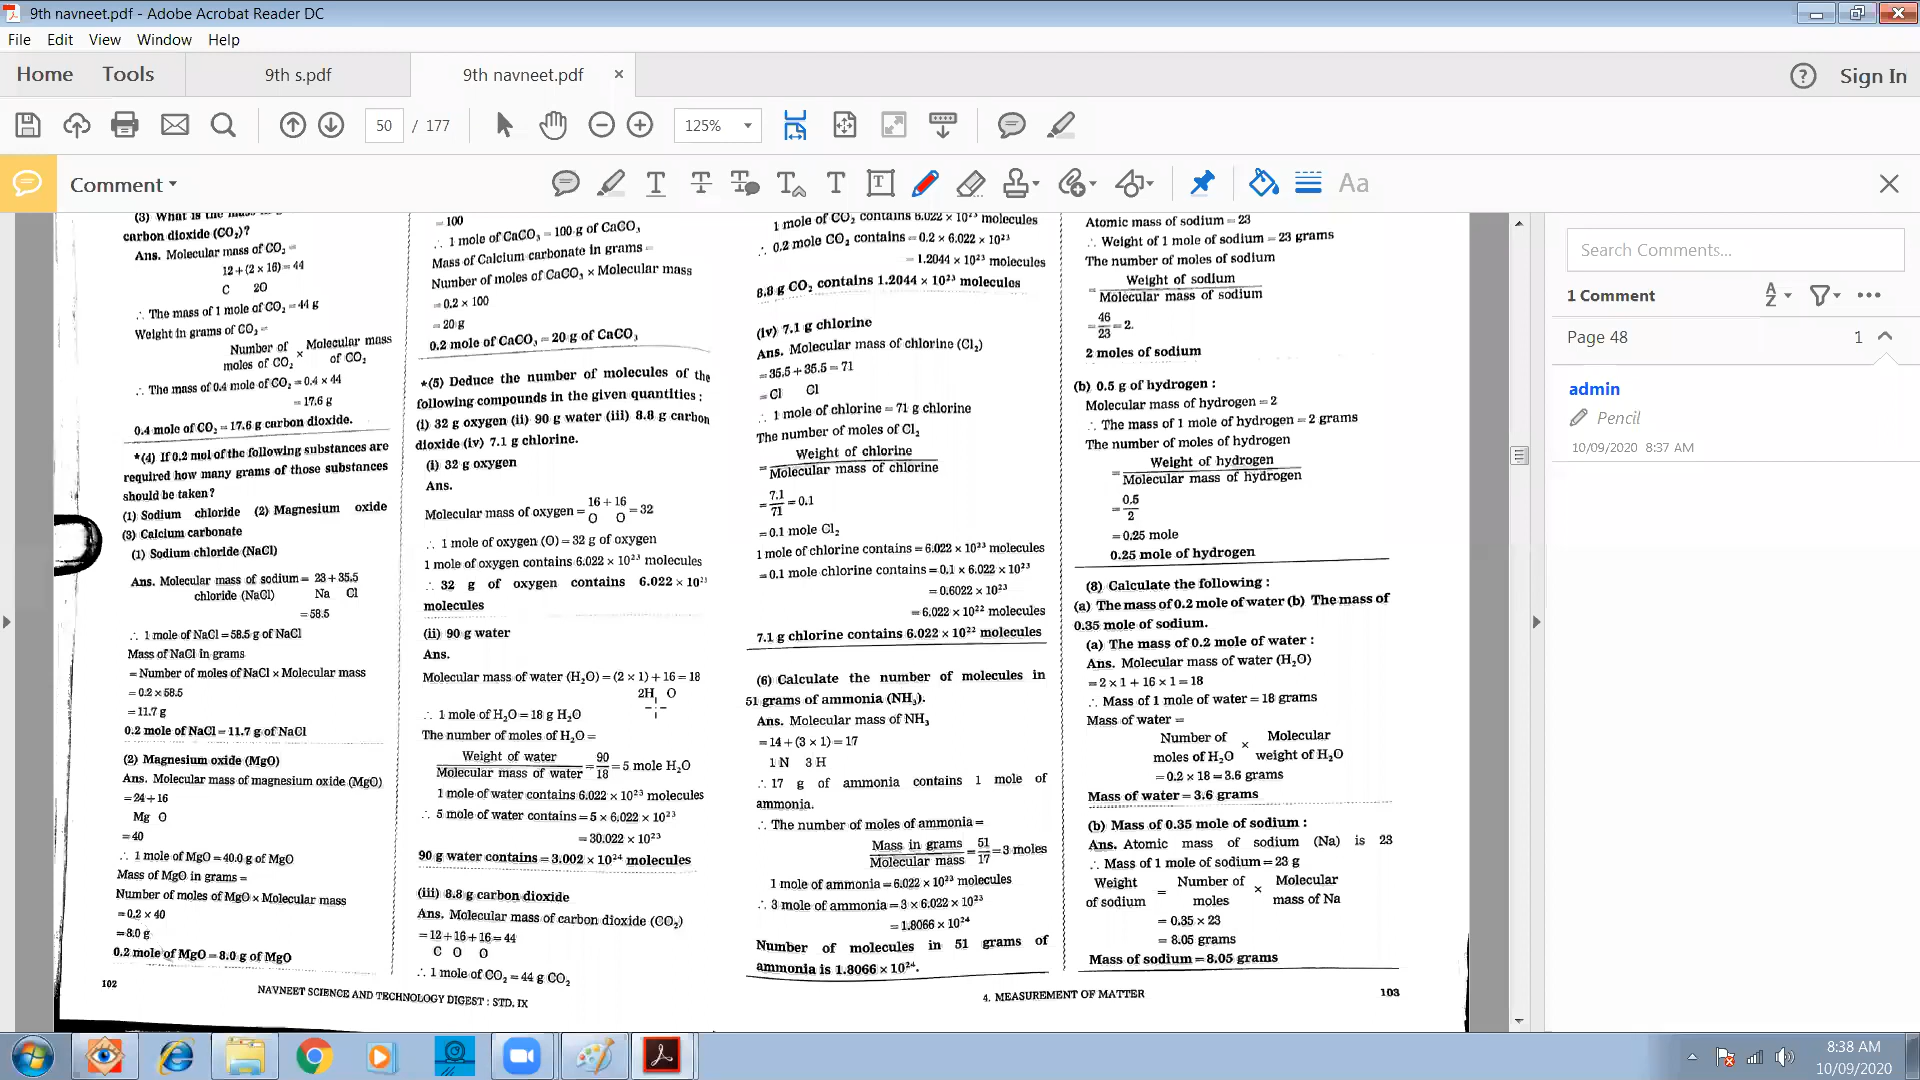 9th navneet.pdf - Adobe Acrobat Reader DC
File Edit View Window Help
Home Tools 9th s.pdf 9th navneet.pdf × Sign In
50 / 177 125%
Comment
(3) What is the mass in
carbon dioxide (CO₂)?
Ans. Molecular mass of CO₂ =
12 + (2 × 16) = 44
C 2O
∴ The mass of 1 mole of CO₂ = 44 g
Weight in grams of CO₂ =
Number of moles of CO₂ × Molecular mass of CO₂
∴ The mass of 0.4 mole of CO₂ = 0.4 × 44
= 17.6 g
0.4 mole of CO₂ = 17.6 g carbon dioxide.
*(4) If 0.2 mol of the following substances are
required how many grams of those substances
should be taken?
(1) Sodium chloride (2) Magnesium oxide
(3) Calcium carbonate
(1) Sodium chloride (NaCl)
Ans. Molecular mass of sodium = 23 + 35.5
chloride (NaCl) Na Cl
= 58.5
∴ 1 mole of NaCl = 58.5 g of NaCl
Mass of NaCl in grams
= Number of moles of NaCl × Molecular mass
= 0.2 × 58.5
= 11.7 g
0.2 mole of NaCl = 11.7 g of NaCl
(2) Magnesium oxide (MgO)
Ans. Molecular mass of magnesium oxide (MgO)
= 24 + 16
Mg O
= 40
∴ 1 mole of MgO = 40.0 g of MgO
Mass of MgO in grams =
Number of moles of MgO × Molecular mass
= 0.2 × 40
= 8.0 g
0.2 mole of MgO = 8.0 g of MgO
102 NAVNEET SCIENCE AND TECHNOLOGY DIGEST : STD. IX
= 100
∴ 1 mole of CaCO₃ = 100 g of CaCO₃
Mass of Calcium carbonate in grams =
Number of moles of CaCO₃ × Molecular mass
= 0.2 × 100
= 20 g
0.2 mole of CaCO₃ = 20 g of CaCO₃
*(5) Deduce the number of molecules of the
following compounds in the given quantities :
(i) 32 g oxygen (ii) 90 g water (iii) 8.8 g carbon
dioxide (iv) 7.1 g chlorine.
(i) 32 g oxygen
Ans.
Molecular mass of oxygen = 16 + 16 = 32
O O
∴ 1 mole of oxygen (O) = 32 g of oxygen
1 mole of oxygen contains 6.022 × 10²³ molecules
∴ 32 g of oxygen contains 6.022 × 10²³
molecules
(ii) 90 g water
Ans.
Molecular mass of water (H₂O) = (2 × 1) + 16 = 18
2H O
∴ 1 mole of H₂O = 18 g H₂O
The number of moles of H₂O =
Weight of water / Molecular mass of water = 90/18 = 5 mole H₂O
1 mole of water contains 6.022 × 10²³ molecules
∴ 5 mole of water contains = 5 × 6.022 × 10²³
= 30.022 × 10²³
90 g water contains = 3.002 × 10²⁴ molecules
(iii) 8.8 g carbon dioxide
Ans. Molecular mass of carbon dioxide (CO₂)
= 12 + 16 + 16 = 44
C O O
∴ 1 mole of CO₂ = 44 g CO₂
1 mole of CO₂ contains 6.022 × 10²³ molecules
∴ 0.2 mole CO₂ contains = 0.2 × 6.022 × 10²³
= 1.2044 × 10²³ molecules
8.8 g CO₂ contains 1.2044 × 10²³ molecules
(iv) 7.1 g chlorine
Ans. Molecular mass of chlorine (Cl₂)
= 35.5 + 35.5 = 71
= Cl Cl
∴ 1 mole of chlorine = 71 g chlorine
The number of moles of Cl₂
= Weight of chlorine / Molecular mass of chlorine
= 7.1/71 = 0.1
= 0.1 mole Cl₂
1 mole of chlorine contains = 6.022 × 10²³ molecules
= 0.1 mole chlorine contains = 0.1 × 6.022 × 10²³
= 0.6022 × 10²³
= 6.022 × 10²² molecules
7.1 g chlorine contains 6.022 × 10²² molecules
(6) Calculate the number of molecules in
51 grams of ammonia (NH₃).
Ans. Molecular mass of NH₃
= 14 + (3 × 1) = 17
1 N 3 H
∴ 17 g of ammonia contains 1 mole of
ammonia.
∴ The number of moles of ammonia =
Mass in grams / Molecular mass = 51/17 = 3 moles
1 mole of ammonia = 6.022 × 10²³ molecules
∴ 3 mole of ammonia = 3 × 6.022 × 10²³
= 1.8066 × 10²⁴
Number of molecules in 51 grams of
ammonia is 1.8066 × 10²⁴.
Atomic mass of sodium = 23
∴ Weight of 1 mole of sodium = 23 grams
The number of moles of sodium
= Weight of sodium / Molecular mass of sodium
= 46/23 = 2.
2 moles of sodium
(b) 0.5 g of hydrogen :
Molecular mass of hydrogen = 2
∴ The mass of 1 mole of hydrogen = 2 grams
The number of moles of hydrogen
= Weight of hydrogen / Molecular mass of hydrogen
= 0.5/2
= 0.25 mole
0.25 mole of hydrogen
(8) Calculate the following :
(a) The mass of 0.2 mole of water (b) The mass of
0.35 mole of sodium.
(a) The mass of 0.2 mole of water :
Ans. Molecular mass of water (H₂O)
= 2 × 1 + 16 × 1 = 18
∴ Mass of 1 mole of water = 18 grams
Mass of water =
Number of moles of H₂O × Molecular weight of H₂O
= 0.2 × 18 = 3.6 grams
Mass of water = 3.6 grams
(b) Mass of 0.35 mole of sodium :
Ans. Atomic mass of sodium (Na) is 23
∴ Mass of 1 mole of sodium = 23 g
Weight of sodium = Number of moles × Molecular mass of Na
= 0.35 × 23
= 8.05 grams
Mass of sodium = 8.05 grams
4. MEASUREMENT OF MATTER 103
Search Comments...
1 Comment
Page 48 1
admin
Pencil
10/09/2020 8:37 AM
8:38 AM
10/09/2020